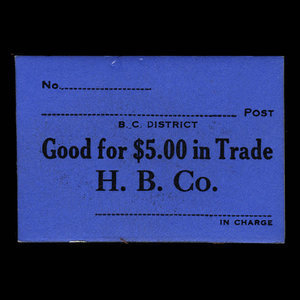 No.
POST
B. C. DISTRICT
Good for $5.00 in Trade
H. B. Co.
IN CHARGE